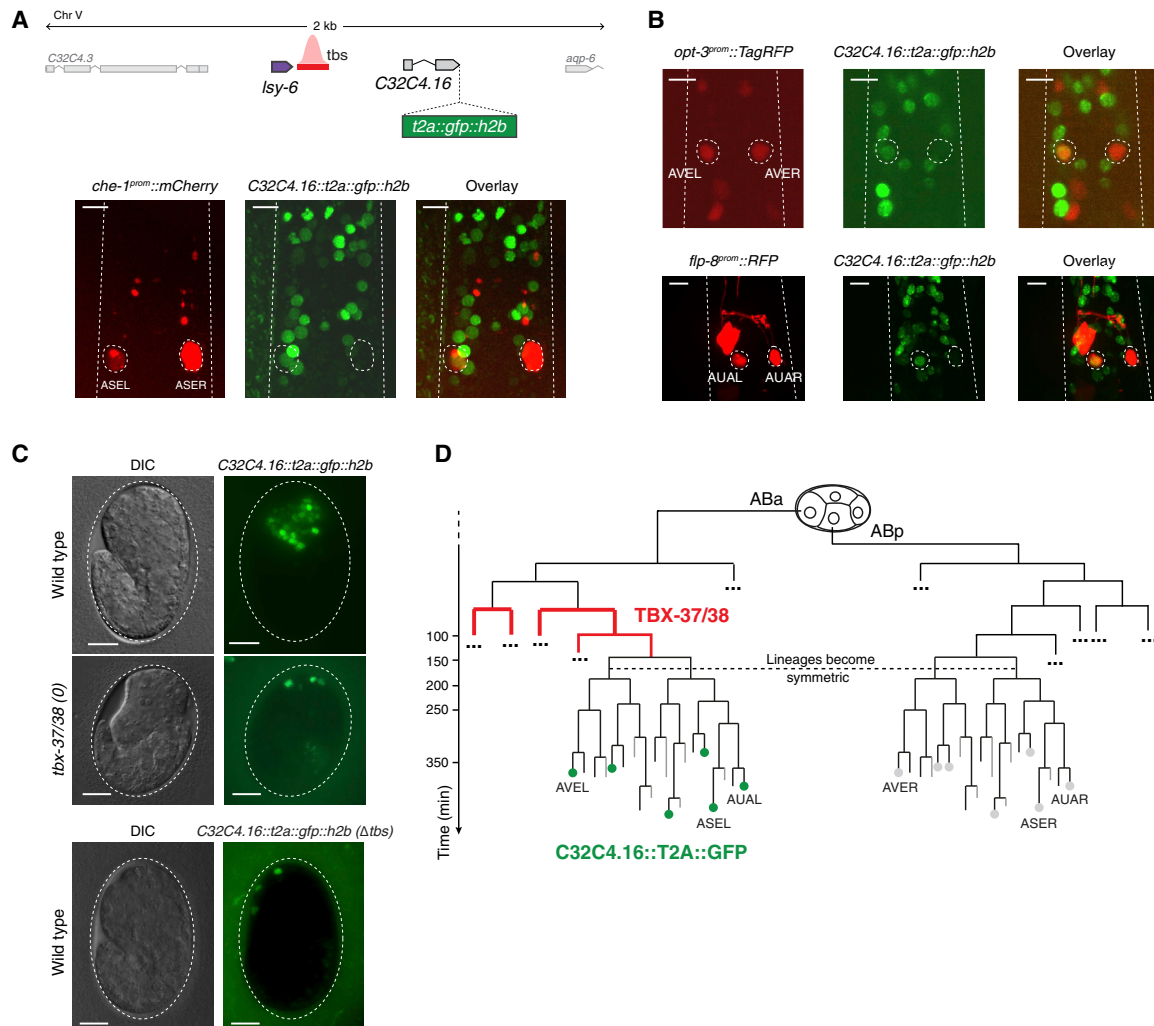 A
Chr V
2 kb
C32C4.3
tbs
aqp-6
lsy-6
C32C4.16
t2a::gfp::h2b
che-1prom::mCherry C32C4.16::t2a::gfp::h2b Overlay
ASEL ASER
B
opt-3prom::TagRFP C32C4.16::t2a::gfp::h2b Overlay
AVEL AVER
flp-8prom::RFP C32C4.16::t2a::gfp::h2b Overlay
AUAL AUAR
C
DIC C32C4.16::t2a::gfp::h2b
Wild type
tbx-37/38 (0)
DIC C32C4.16::t2a::gfp::h2b (Δtbs)
Wild type
D
ABa
ABp
TBX-37/38
100
150
200
250
350
Time (min)
Lineages become
symmetric
AVEL
AUAL
ASEL
AVER
AUAR
ASER
C32C4.16::T2A::GFP